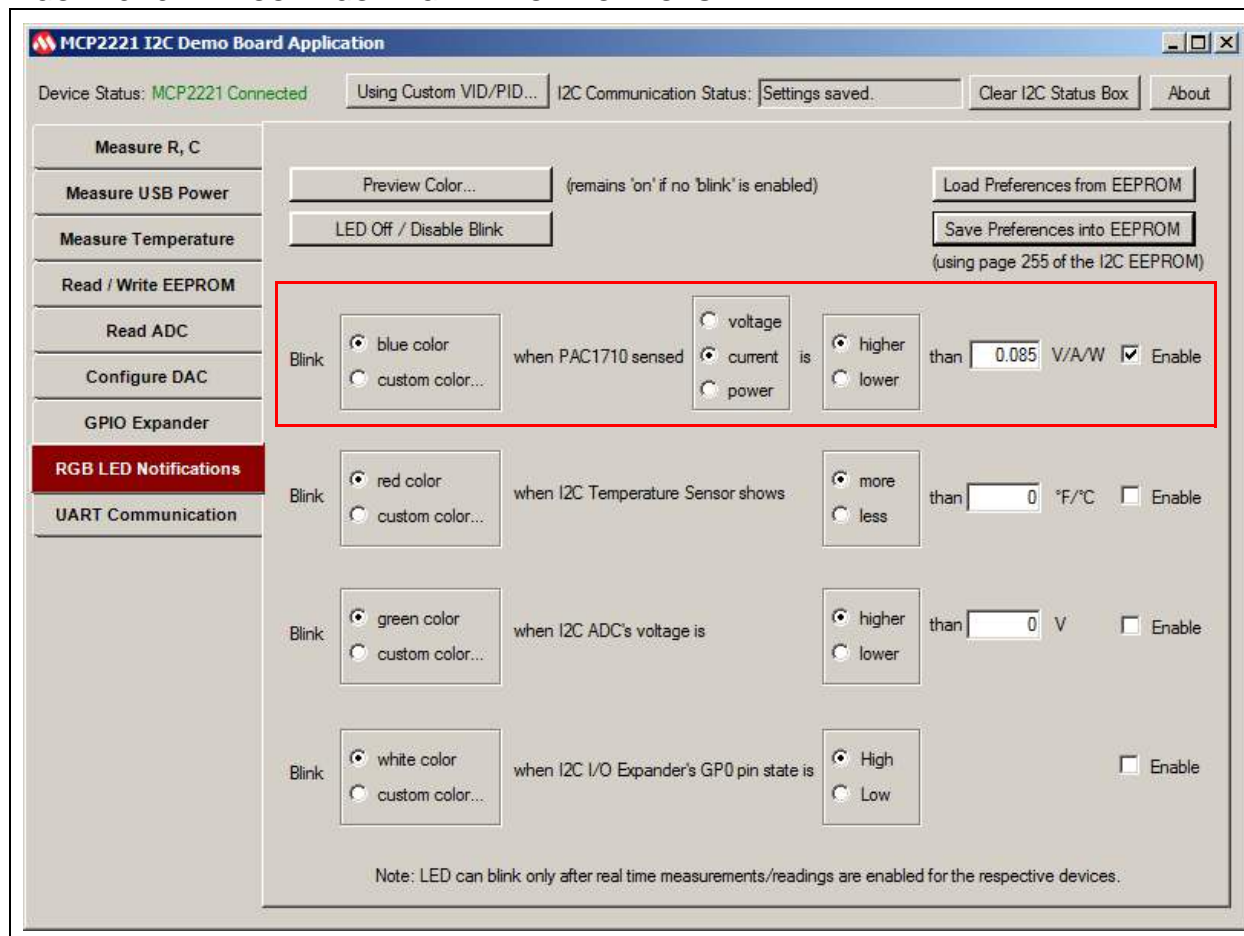 MCP2221 I2C Demo Board Application
Device Status: MCP2221 Connected Using Custom VID/PID... I2C Communication Status: Settings saved. Clear I2C Status Box About
Measure R, C
Measure USB Power
Measure Temperature
Read / Write EEPROM
Read ADC
Configure DAC
GPIO Expander
RGB LED Notifications
UART Communication
Preview Color... (remains 'on' if no 'blink' is enabled) Load Preferences from EEPROM
LED Off / Disable Blink Save Preferences into EEPROM
(using page 255 of the I2C EEPROM)
Blink
blue color
custom color...
when PAC1710 sensed
voltage
current
power
is
higher
lower
than 0.085 V/A/W Enable
Blink
red color
custom color...
when I2C Temperature Sensor shows
more
less
than 0 °F/°C Enable
Blink
green color
custom color...
when I2C ADC's voltage is
higher
lower
than 0 V Enable
Blink
white color
custom color...
when I2C I/O Expander's GP0 pin state is
High
Low
Enable
Note: LED can blink only after real time measurements/readings are enabled for the respective devices.